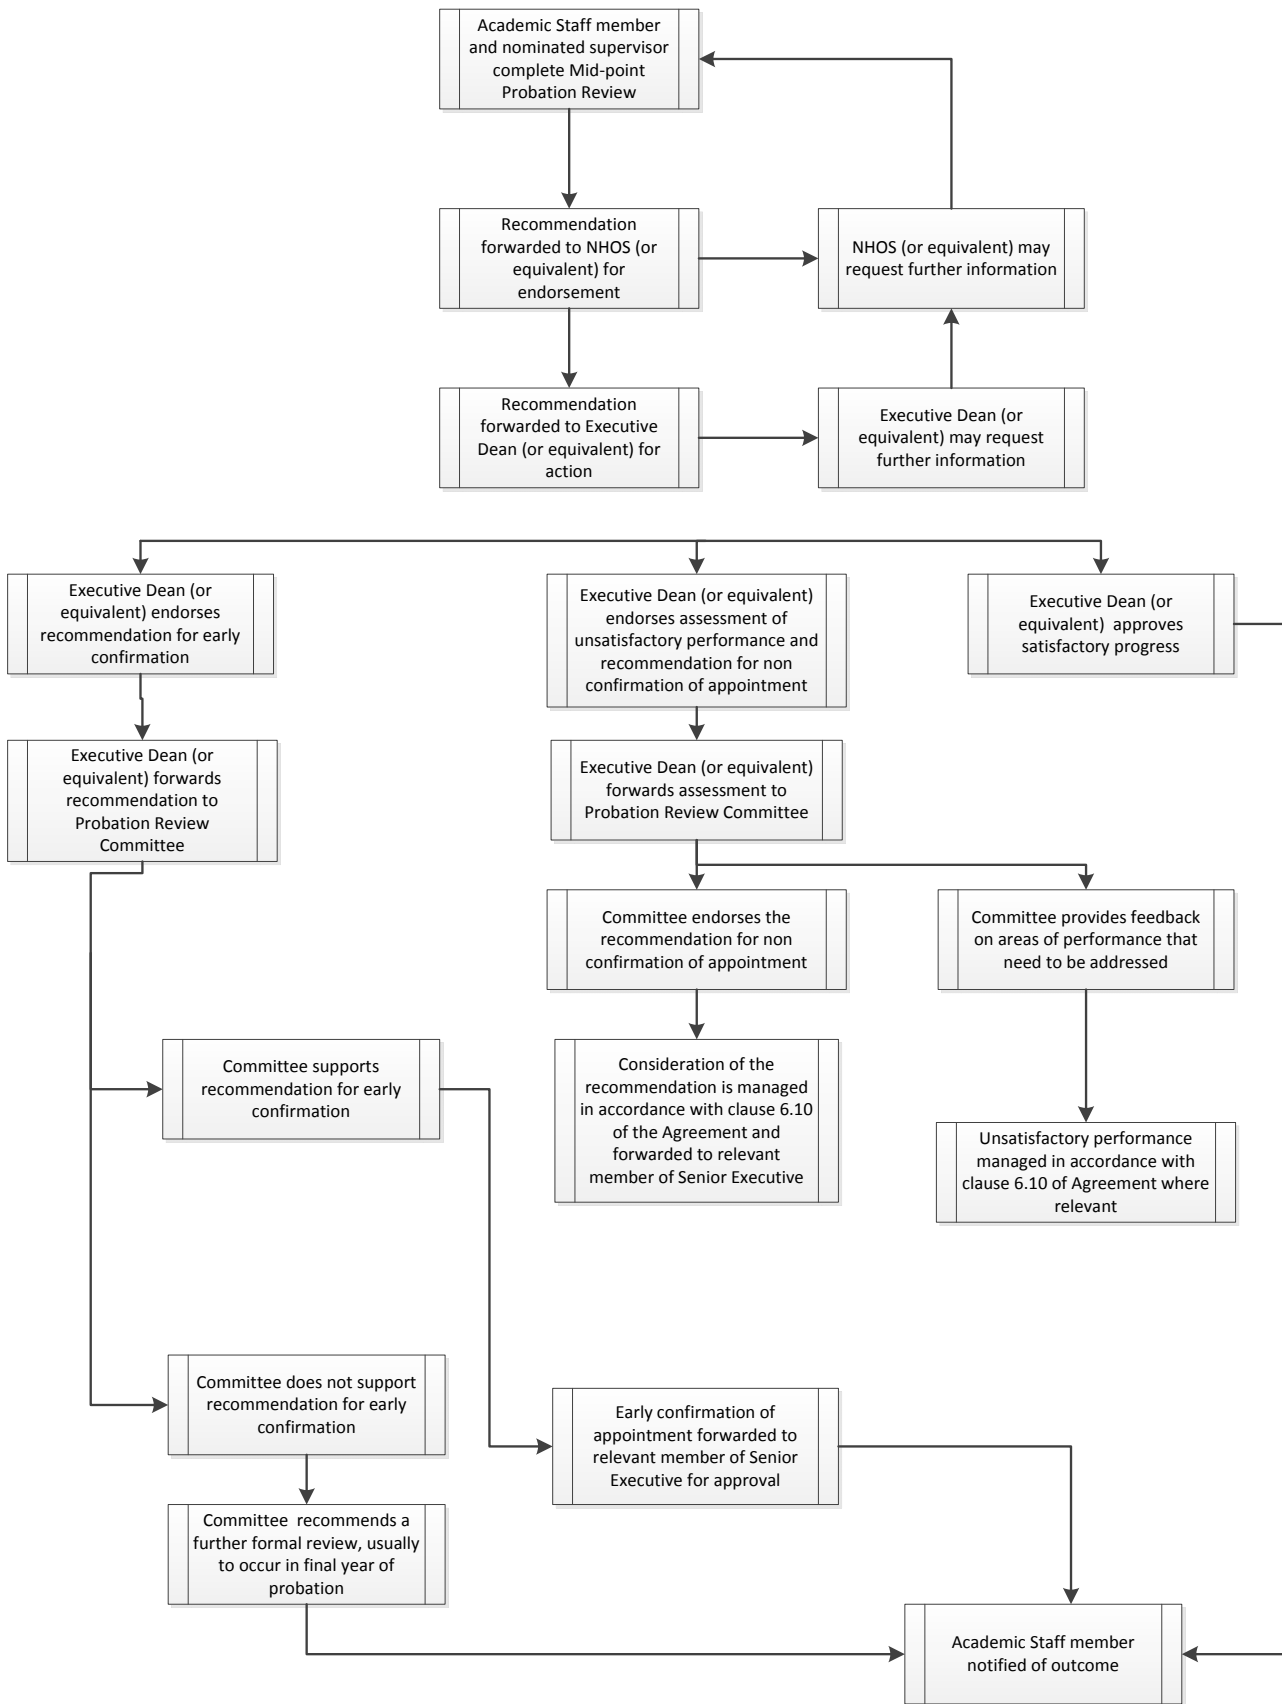 Academic Staff member
and nominated supervisor
complete Mid-point
Probation Review
Recommendation
forwarded to NHOS (or
equivalent) for
endorsement
NHOS (or equivalent) may
request further information
Recommendation
forwarded to Executive
Dean (or equivalent) for
action
Executive Dean (or
equivalent) may request
further information
Executive Dean (or
equivalent) endorses
recommendation for early
confirmation
Executive Dean (or equivalent)
endorses assessment of
unsatisfactory performance and
recommendation for non
confirmation of appointment
Executive Dean (or
equivalent)  approves
satisfactory progress
Executive Dean (or
equivalent) forwards
recommendation to
Probation Review
Committee
Executive Dean (or equivalent)
forwards assessment to
Probation Review Committee
Committee endorses the
recommendation for non
confirmation of appointment
Committee provides feedback
on areas of performance that
need to be addressed
Committee supports
recommendation for early
confirmation
Consideration of the
recommendation is managed
in accordance with clause 6.10
of the Agreement and
forwarded to relevant
member of Senior Executive
Unsatisfactory performance
managed in accordance with
clause 6.10 of Agreement where
relevant
Committee does not support
recommendation for early
confirmation
Early confirmation of
appointment forwarded to
relevant member of Senior
Executive for approval
Committee  recommends a
further formal review, usually
to occur in final year of
probation
Academic Staff member
notified of outcome